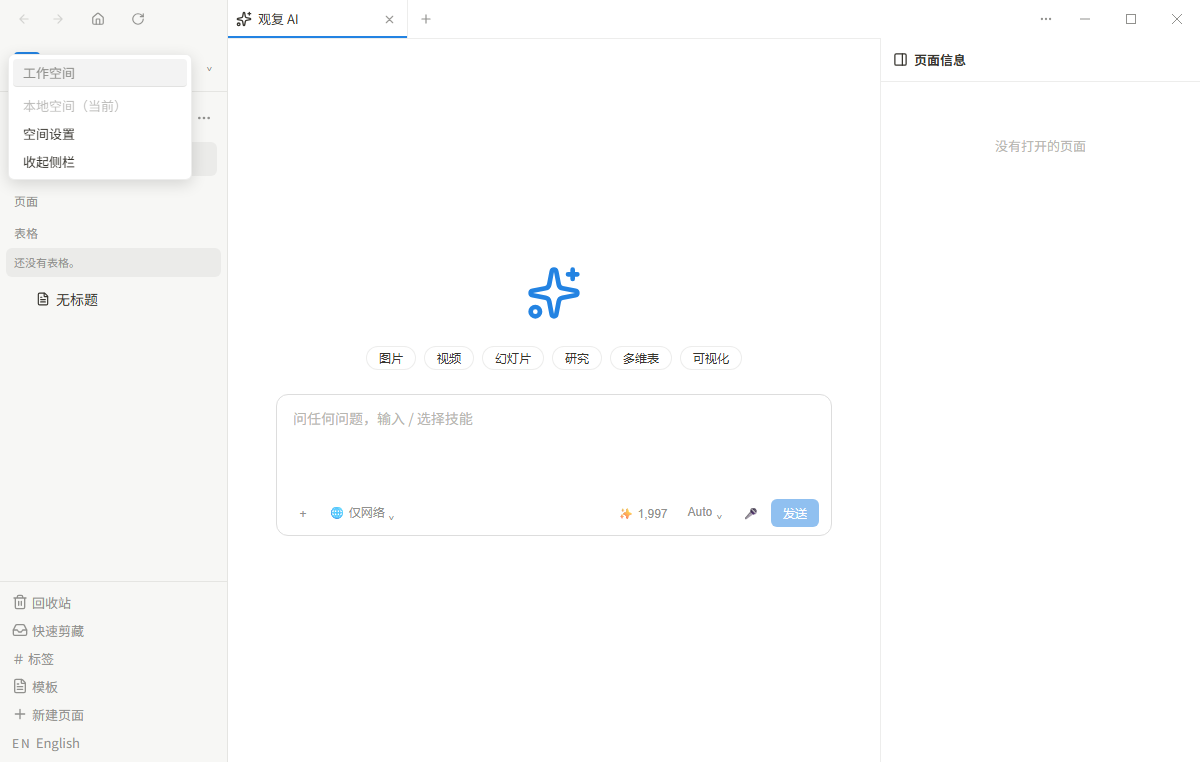 观复 AI
工作空间
本地空间（当前）
空间设置
收起侧栏
页面
表格
还没有表格。
无标题
回收站
快速剪藏
# 标签
模板
新建页面
EN English
图片 视频 幻灯片 研究 多维表 可视化
问任何问题，输入 / 选择技能
+ 仅网络 1,997 Auto 发送
页面信息
没有打开的页面